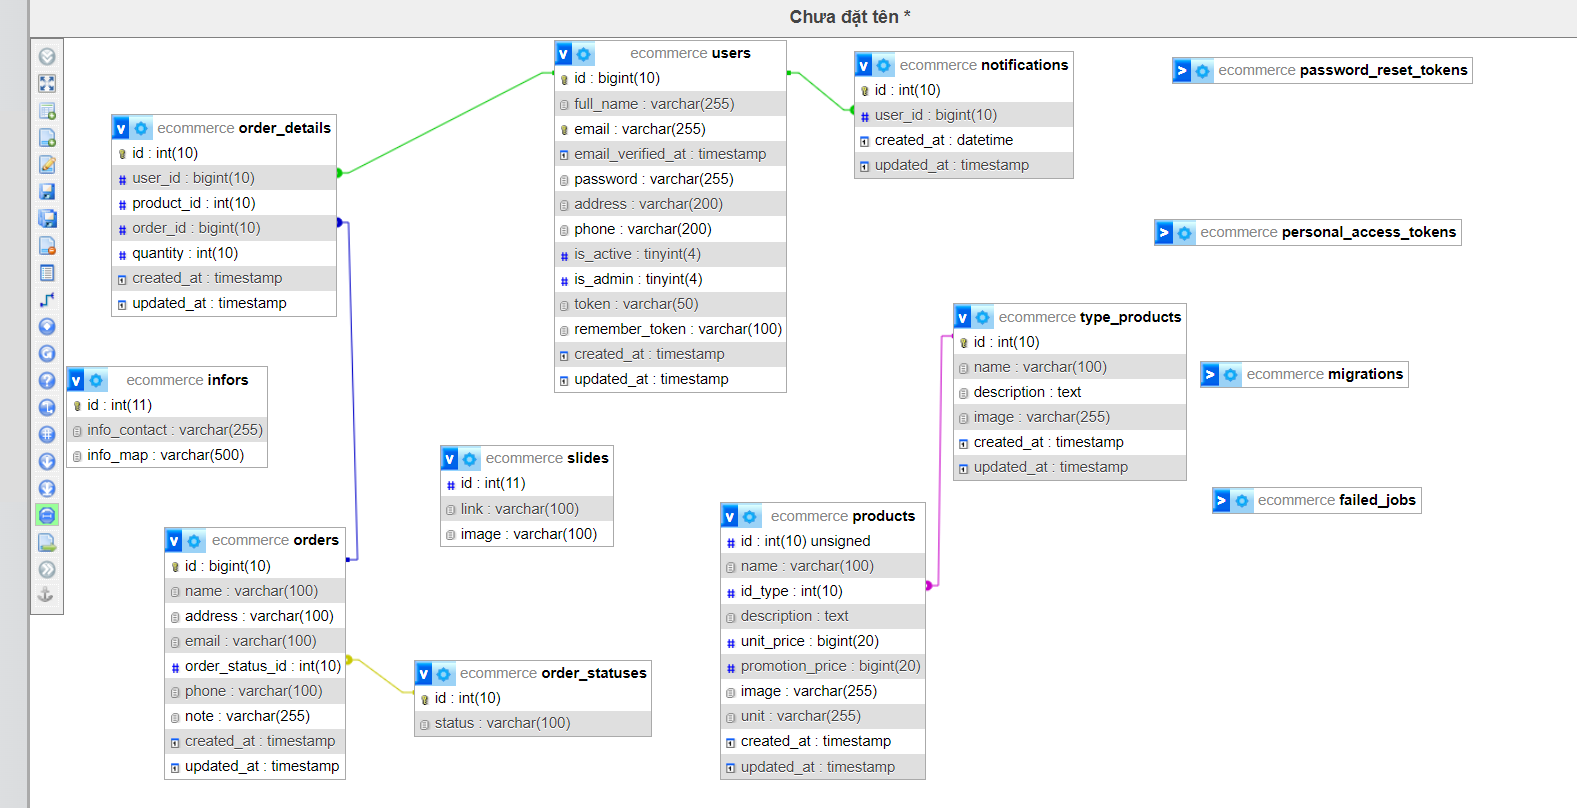 Chưa đặt tên *
ecommerce users
id : bigint(10)
full_name : varchar(255)
email : varchar(255)
email_verified_at : timestamp
password : varchar(255)
address : varchar(200)
phone : varchar(200)
is_active : tinyint(4)
is_admin : tinyint(4)
token : varchar(50)
remember_token : varchar(100)
created_at : timestamp
updated_at : timestamp
ecommerce notifications
id : int(10)
user_id : bigint(10)
created_at : datetime
updated_at : timestamp
ecommerce password_reset_tokens
ecommerce order_details
id : int(10)
user_id : bigint(10)
product_id : int(10)
order_id : bigint(10)
quantity : int(10)
created_at : timestamp
updated_at : timestamp
ecommerce personal_access_tokens
ecommerce type_products
id : int(10)
name : varchar(100)
description : text
image : varchar(255)
created_at : timestamp
updated_at : timestamp
ecommerce migrations
ecommerce infors
id : int(11)
info_contact : varchar(255)
info_map : varchar(500)
ecommerce slides
id : int(11)
link : varchar(100)
image : varchar(100)
ecommerce failed_jobs
ecommerce products
id : int(10) unsigned
name : varchar(100)
id_type : int(10)
description : text
unit_price : bigint(20)
promotion_price : bigint(20)
image : varchar(255)
unit : varchar(255)
created_at : timestamp
updated_at : timestamp
ecommerce orders
id : bigint(10)
name : varchar(100)
address : varchar(100)
email : varchar(100)
order_status_id : int(10)
phone : varchar(100)
note : varchar(255)
created_at : timestamp
updated_at : timestamp
ecommerce order_statuses
id : int(10)
status : varchar(100)